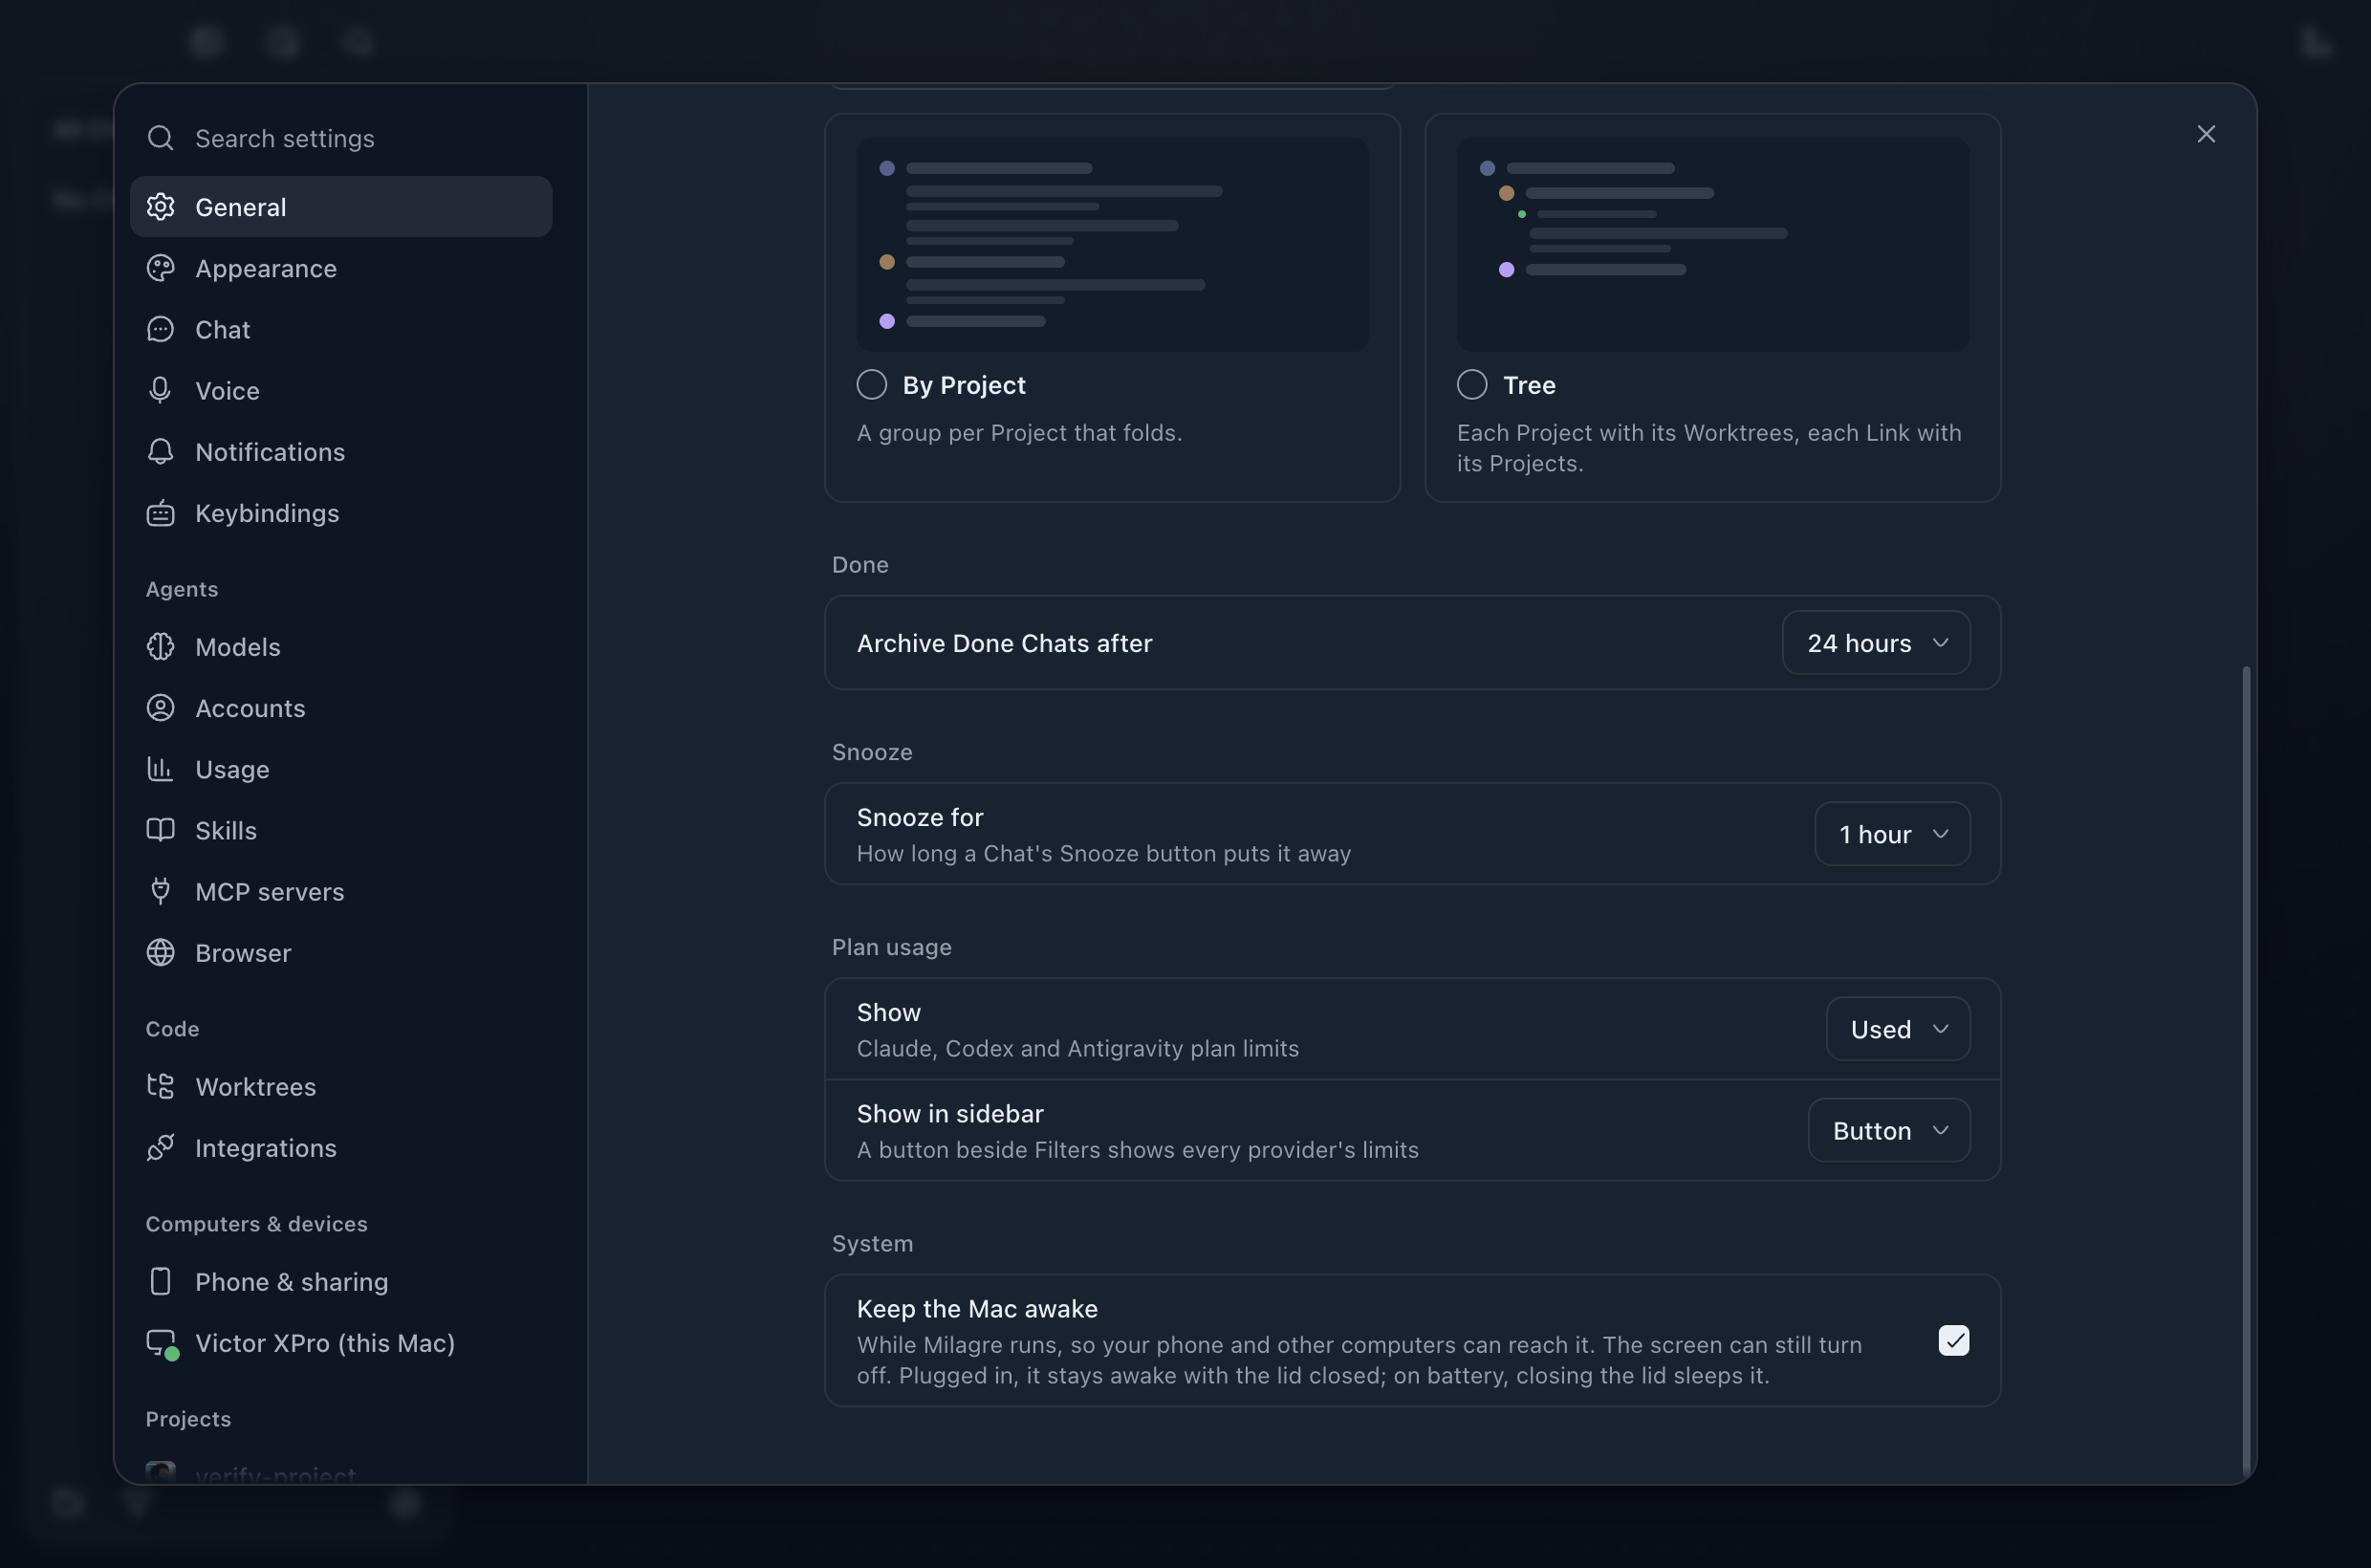 Search settings
General
Appearance
Chat
Voice
Notifications
Keybindings
Agents
Models
Accounts
Usage
Skills
MCP servers
Browser
Code
Worktrees
Integrations
Computers & devices
Phone & sharing
Victor XPro (this Mac)
Projects
verify-project
By Project
A group per Project that folds.
Tree
Each Project with its Worktrees, each Link with
its Projects.
Done
Archive Done Chats after
24 hours
Snooze
Snooze for
How long a Chat's Snooze button puts it away
1 hour
Plan usage
Show
Claude, Codex and Antigravity plan limits
Used
Show in sidebar
A button beside Filters shows every provider's limits
Button
System
Keep the Mac awake
While Milagre runs, so your phone and other computers can reach it. The screen can still turn
off. Plugged in, it stays awake with the lid closed; on battery, closing the lid sleeps it.